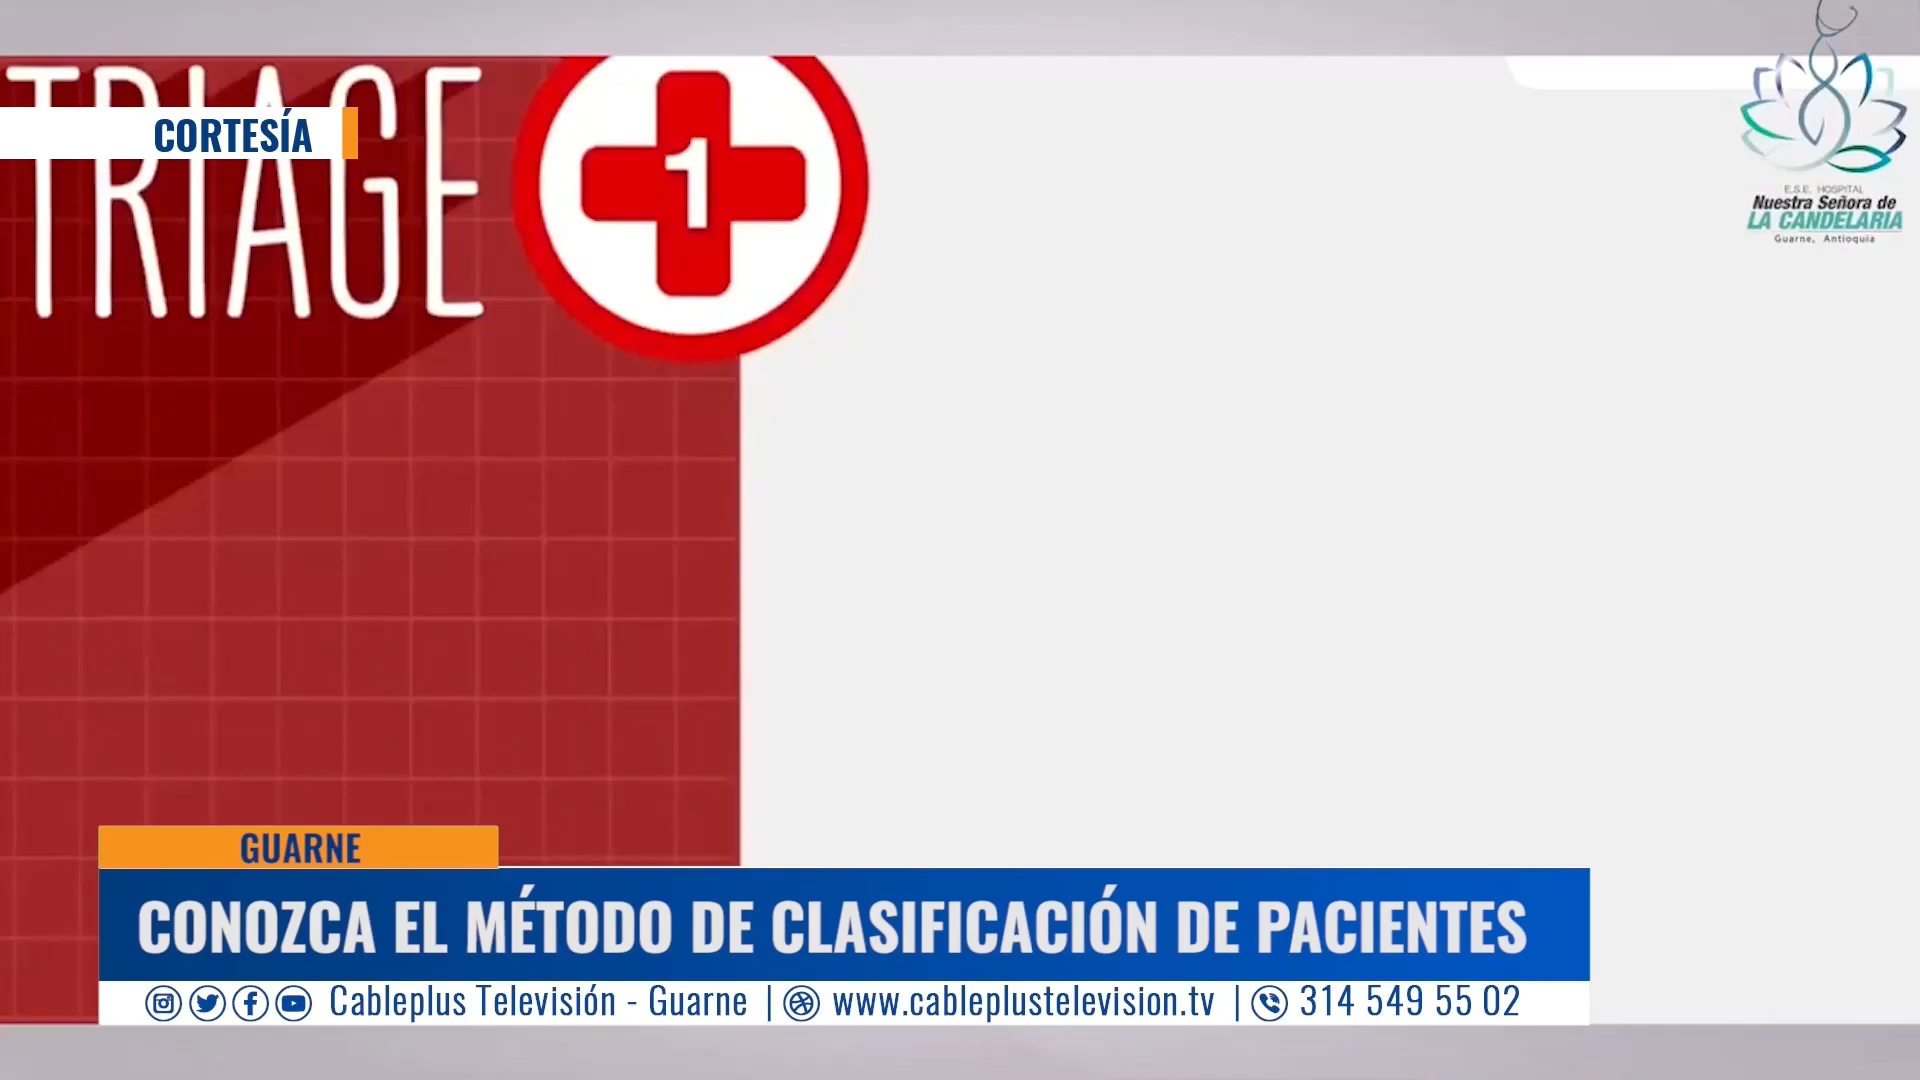 TRIAGE
1
CORTESÍA
E.S.E. HOSPITAL
Nuestra Señora de
LA CANDELARIA
Guarne, Antioquia
GUARNE
CONOZCA EL MÉTODO DE CLASIFICACIÓN DE PACIENTES
Cableplus Televisión - Guarne | www.cableplustelevision.tv | 314 549 55 02